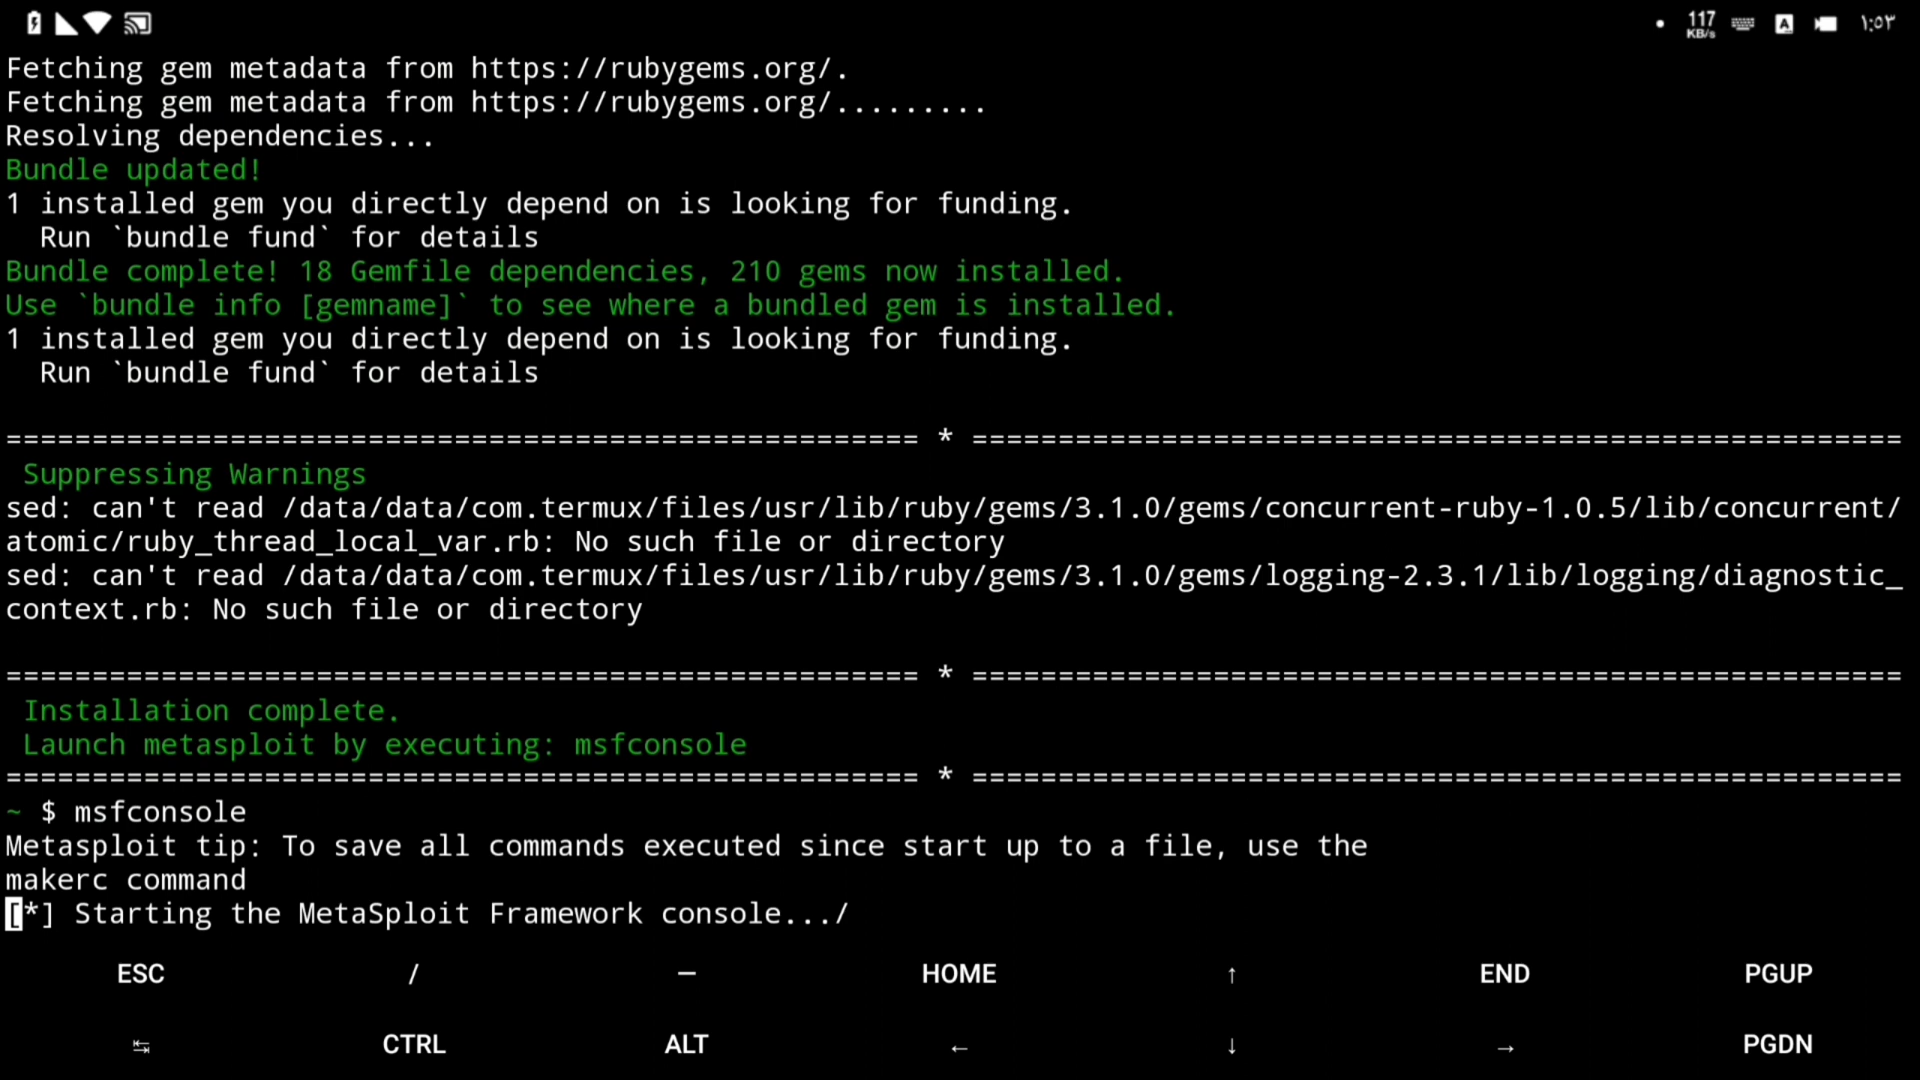 117 KB/s A ١:٥٣
Fetching gem metadata from https://rubygems.org/.
Fetching gem metadata from https://rubygems.org/.........
Resolving dependencies...
Bundle updated!
1 installed gem you directly depend on is looking for funding.
  Run `bundle fund` for details
Bundle complete! 18 Gemfile dependencies, 210 gems now installed.
Use `bundle info [gemname]` to see where a bundled gem is installed.
1 installed gem you directly depend on is looking for funding.
  Run `bundle fund` for details
===================================================== * ======================================================
 Suppressing Warnings
sed: can't read /data/data/com.termux/files/usr/lib/ruby/gems/3.1.0/gems/concurrent-ruby-1.0.5/lib/concurrent/
atomic/ruby_thread_local_var.rb: No such file or directory
sed: can't read /data/data/com.termux/files/usr/lib/ruby/gems/3.1.0/gems/logging-2.3.1/lib/logging/diagnostic_
context.rb: No such file or directory
===================================================== * ======================================================
 Installation complete.
 Launch metasploit by executing: msfconsole
===================================================== * ======================================================
~ $ msfconsole
Metasploit tip: To save all commands executed since start up to a file, use the
makerc command
[*] Starting the MetaSploit Framework console.../
ESC / — HOME ↑ END PGUP
↹ CTRL ALT ← ↓ → PGDN